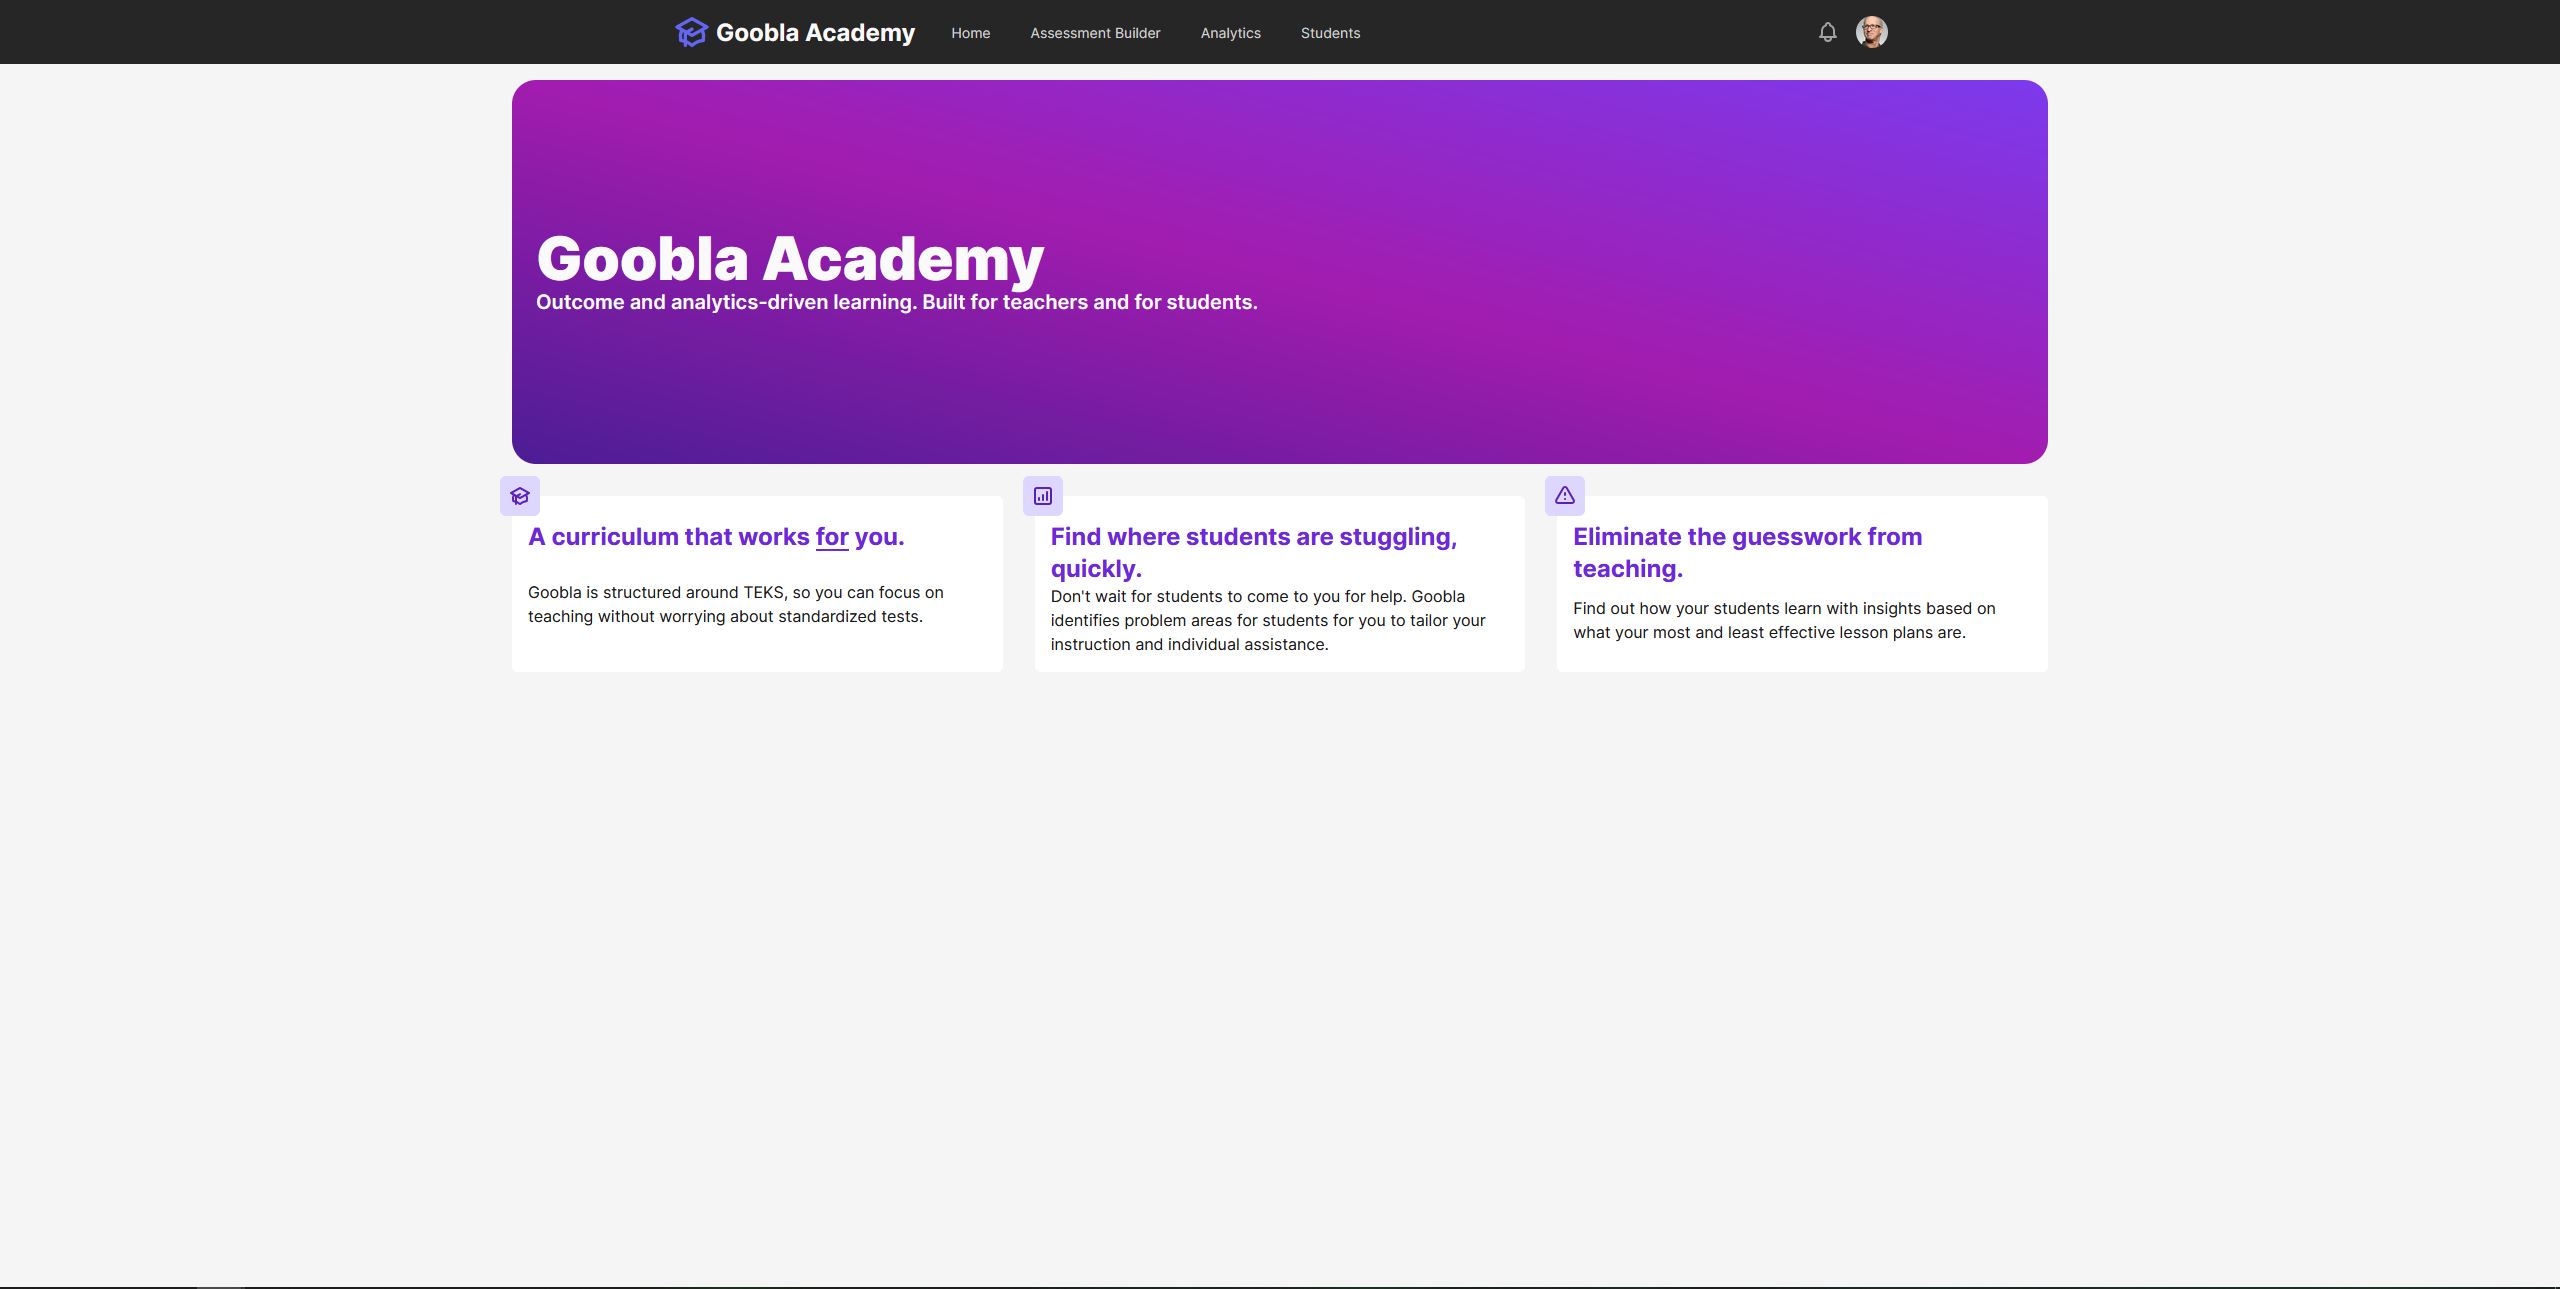 Goobla Academy
Home
Assessment Builder
Analytics
Students
Goobla Academy
Outcome and analytics-driven learning. Built for teachers and for students.
A curriculum that works for you.
Goobla is structured around TEKS, so you can focus on
teaching without worrying about standardized tests.
Find where students are stuggling,
quickly.
Don't wait for students to come to you for help. Goobla
identifies problem areas for students for you to tailor your
instruction and individual assistance.
Eliminate the guesswork from
teaching.
Find out how your students learn with insights based on
what your most and least effective lesson plans are.